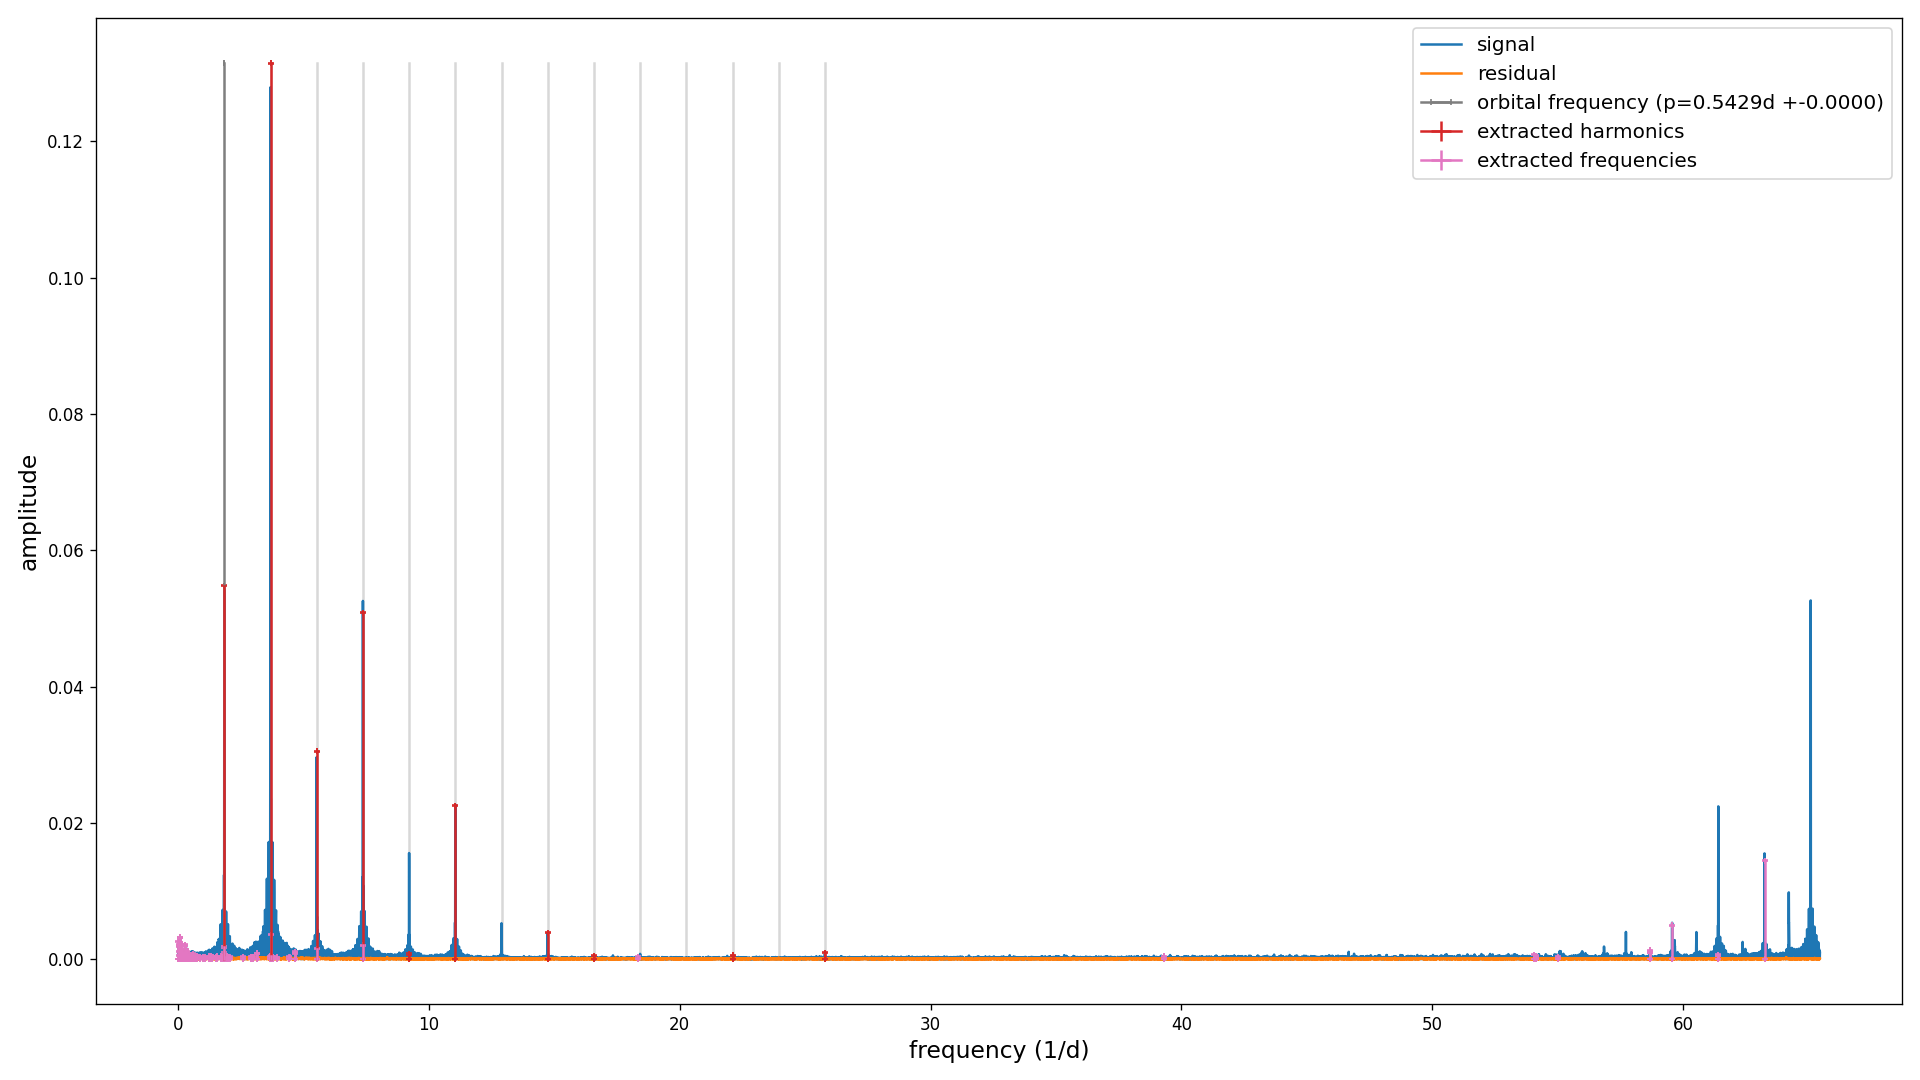 signal
residual
orbital frequency (p=0.5429d +-0.0000)
extracted harmonics
extracted frequencies
0.12
0.10
0.08
0.06
0.04
0.02
0.00
amplitude
0 10 20 30 40 50 60
frequency (1/d)